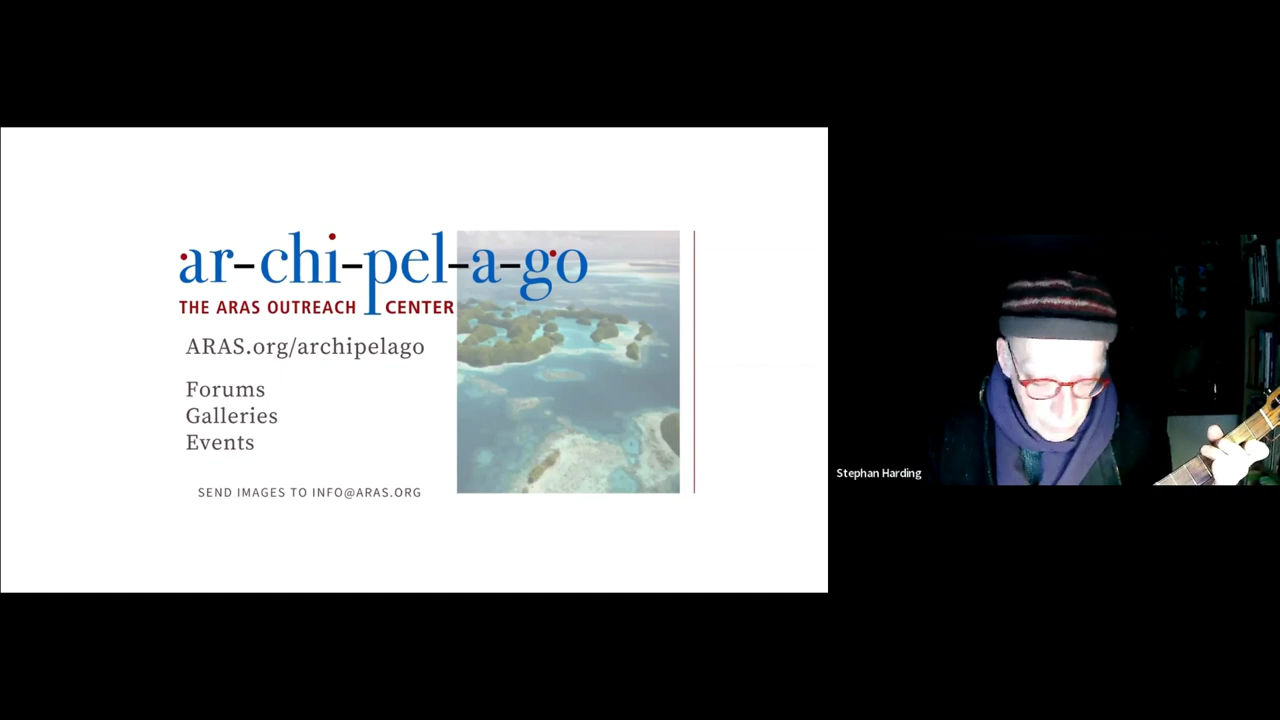 ar-chi-pel-a-go
THE ARAS OUTREACH CENTER
ARAS.org/archipelago
Forums
Galleries
Events
SEND IMAGES TO INFO@ARAS.ORG
Stephan Harding